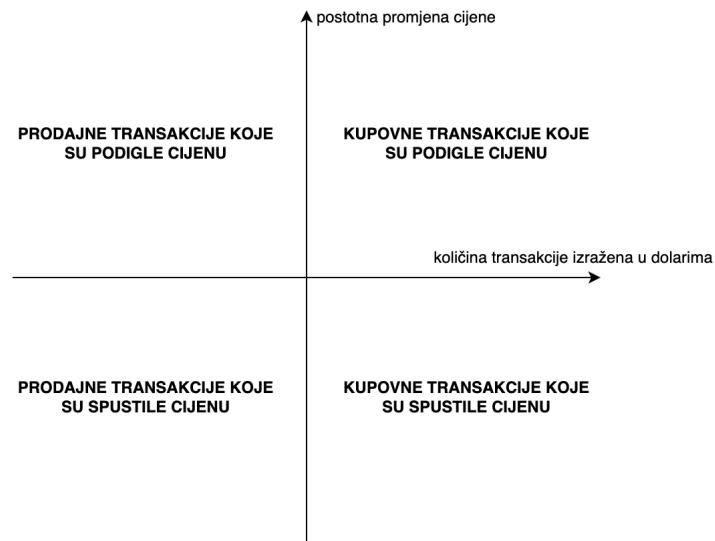 postotna promjena cijene
PRODAJNE TRANSAKCIJE KOJE
SU PODIGLE CIJENU
KUPOVNE TRANSAKCIJE KOJE
SU PODIGLE CIJENU
količina transakcije izražena u dolarima
PRODAJNE TRANSAKCIJE KOJE
SU SPUSTILE CIJENU
KUPOVNE TRANSAKCIJE KOJE
SU SPUSTILE CIJENU